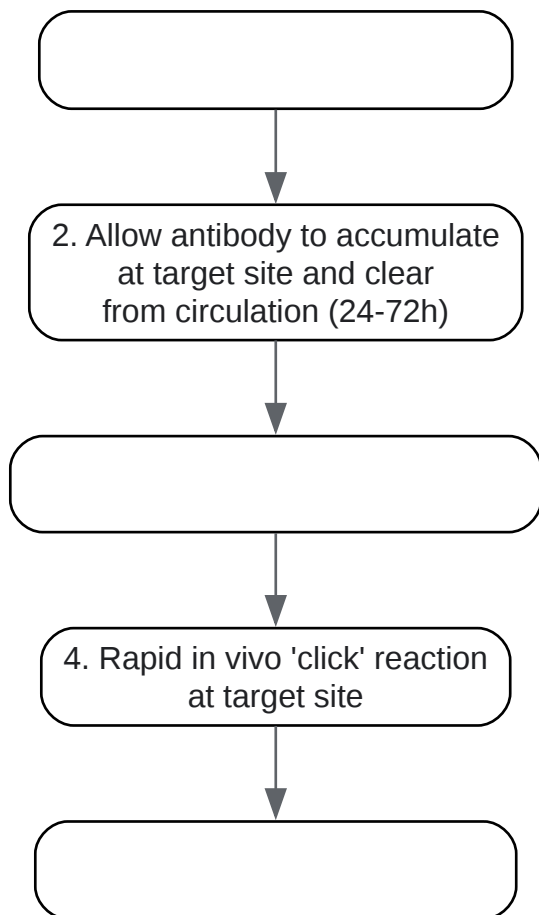 2. Allow antibody to accumulate
at target site and clear
from circulation (24-72h)
4. Rapid in vivo 'click' reaction
at target site